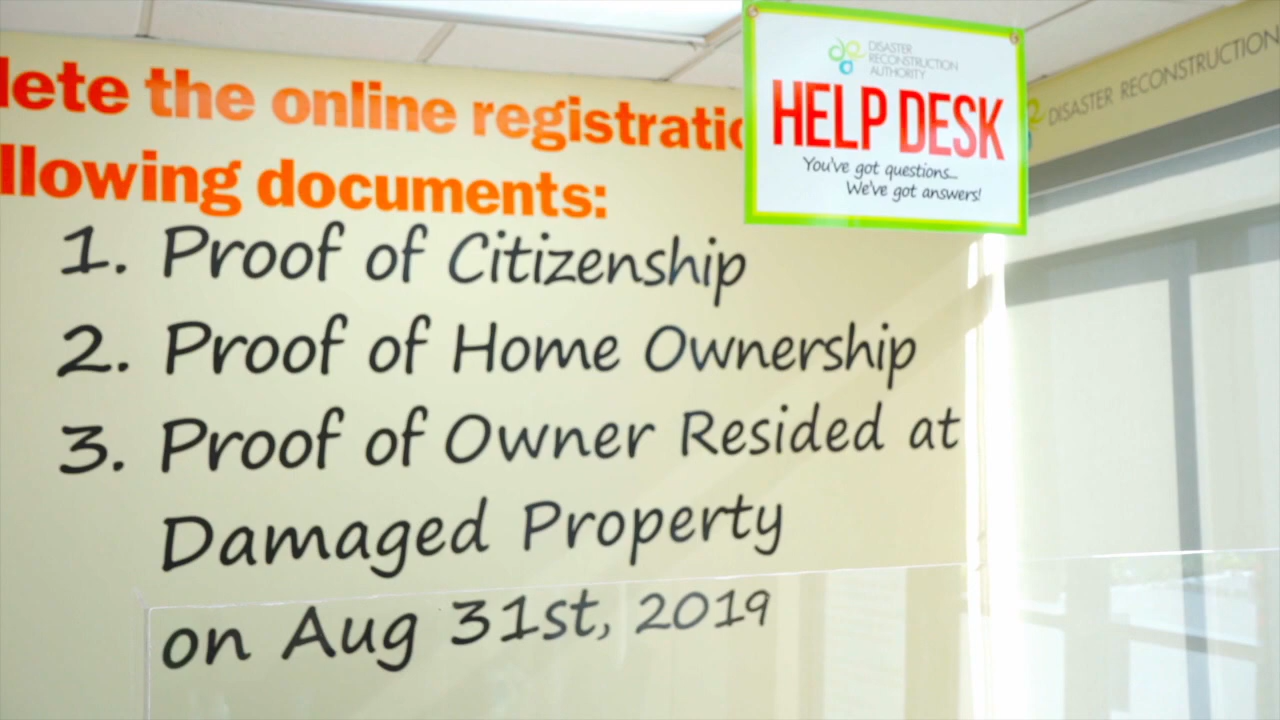 lete the online registratio
llowing documents:
1. Proof of Citizenship
2. Proof of Home Ownership
3. Proof of Owner Resided at
Damaged Property
on Aug 31st, 2019
DISASTER
RECONSTRUCTION
AUTHORITY
HELP DESK
You've got questions...
We've got answers!
DISASTER RECONSTRUCTION